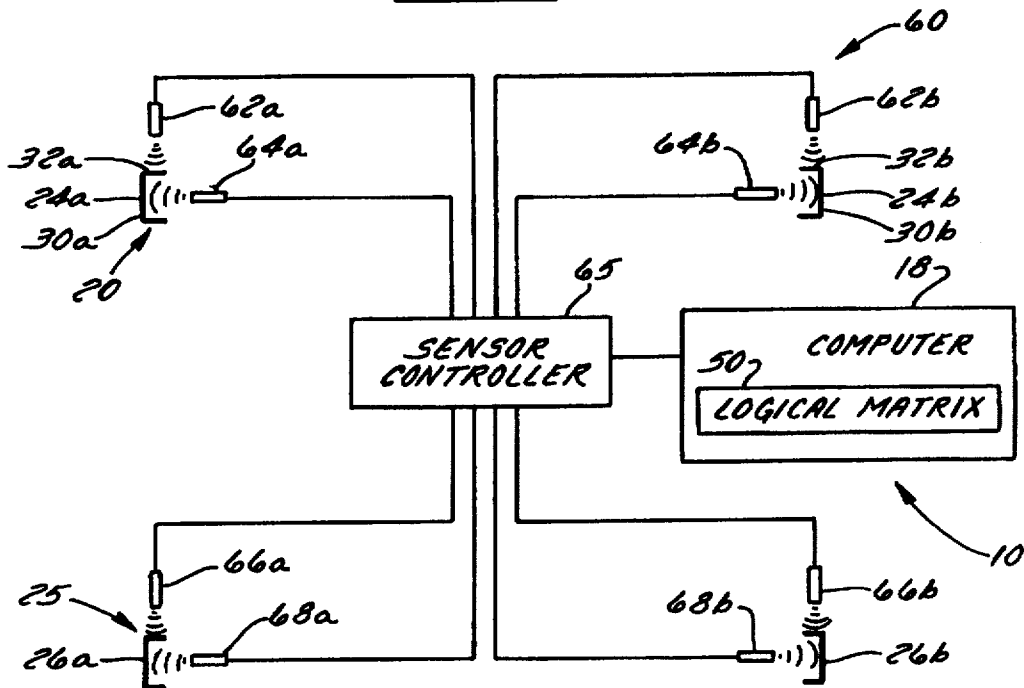 60
62a
62b
32a
64a
64b
32b
24a
24b
30a
30b
20
65
18
SENSOR
CONTROLLER
COMPUTER
50
LOGICAL MATRIX
10
66a
66b
25
68a
68b
26a
26b